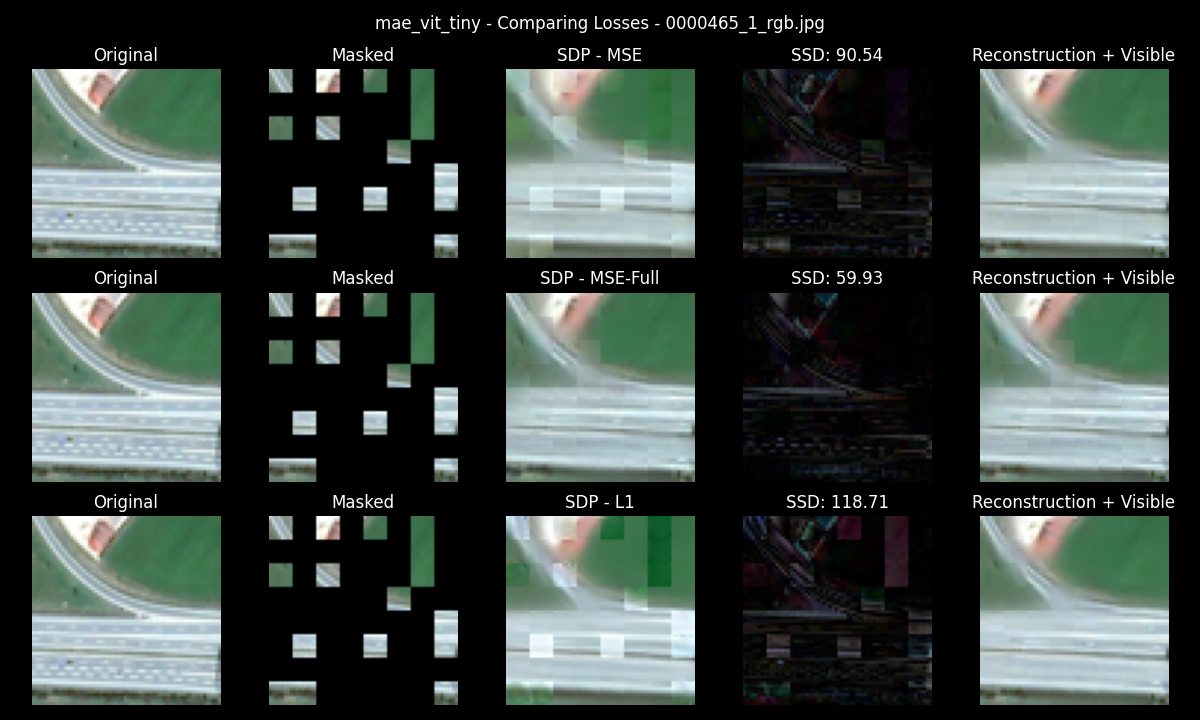 mae_vit_tiny - Comparing Losses - 0000465_1_rgb.jpg
Original Masked SDP - MSE SSD: 90.54 Reconstruction + Visible
Original Masked SDP - MSE-Full SSD: 59.93 Reconstruction + Visible
Original Masked SDP - L1 SSD: 118.71 Reconstruction + Visible